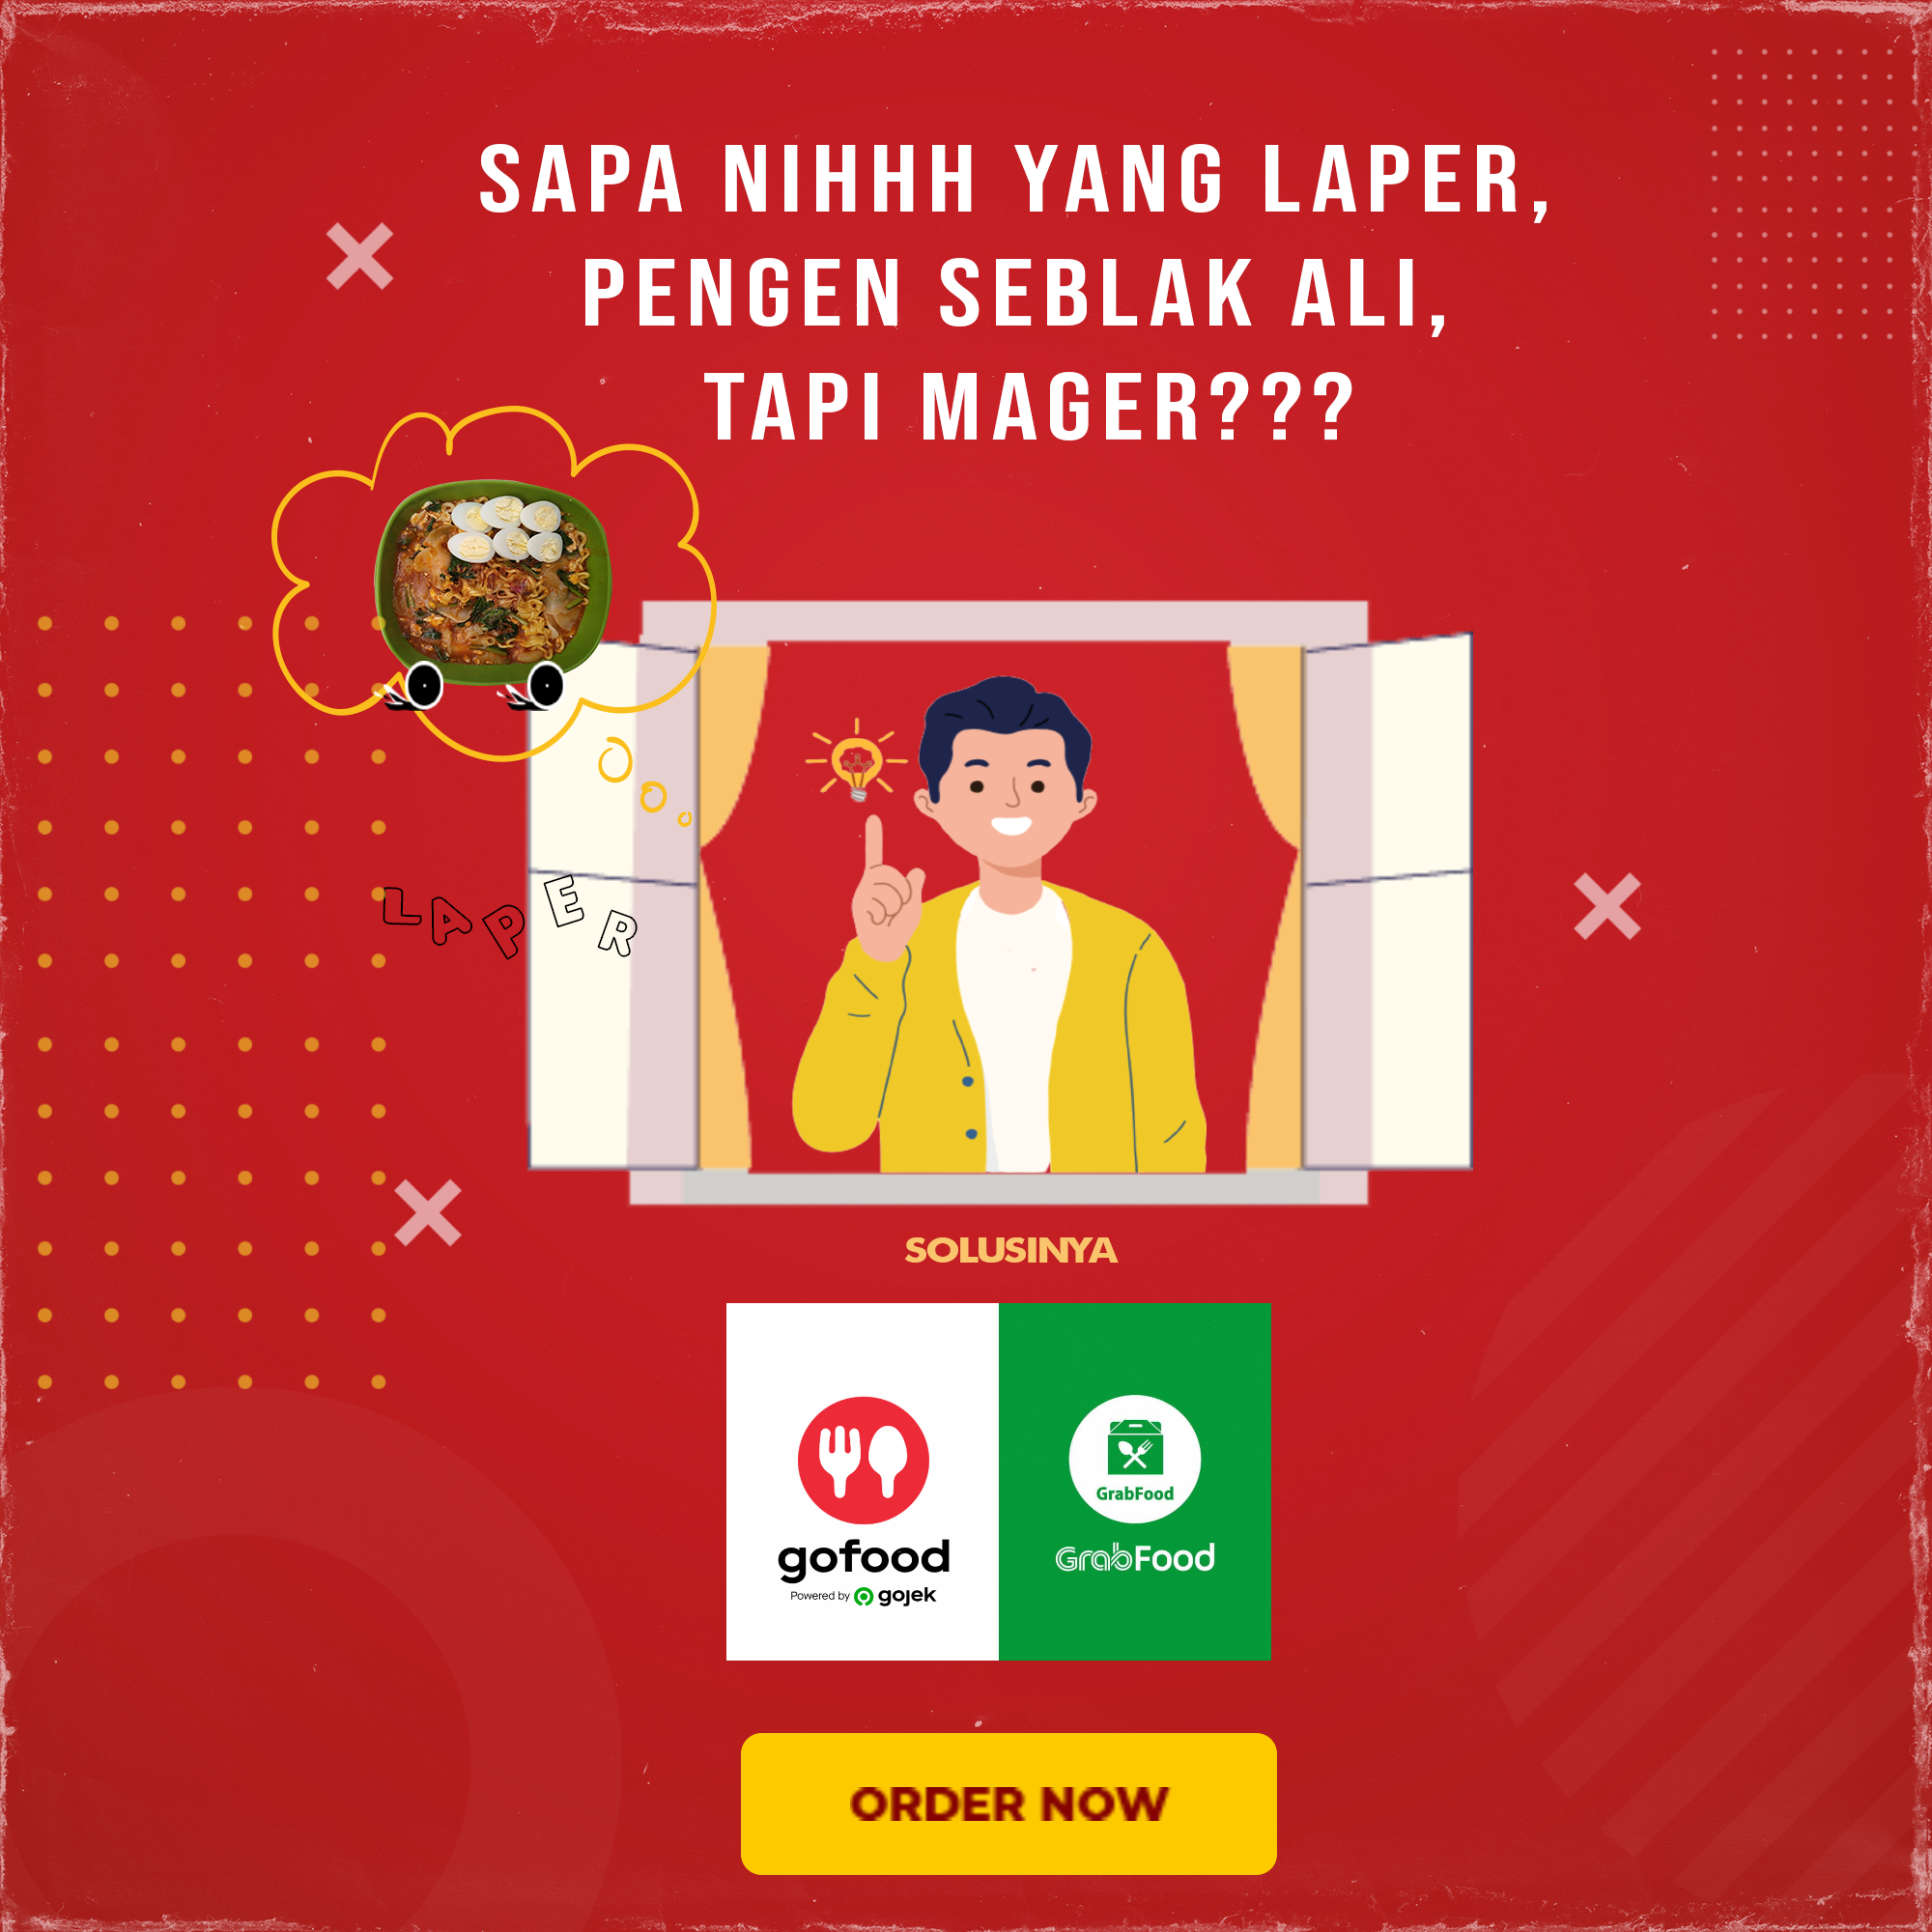 SAPA NIHHH YANG LAPER,
PENGEN SEBLAK ALI,
TAPI MAGER???
LAPER
SOLUSINYA
gofood
Powered by gojek
GrabFood
GrabFood
ORDER NOW